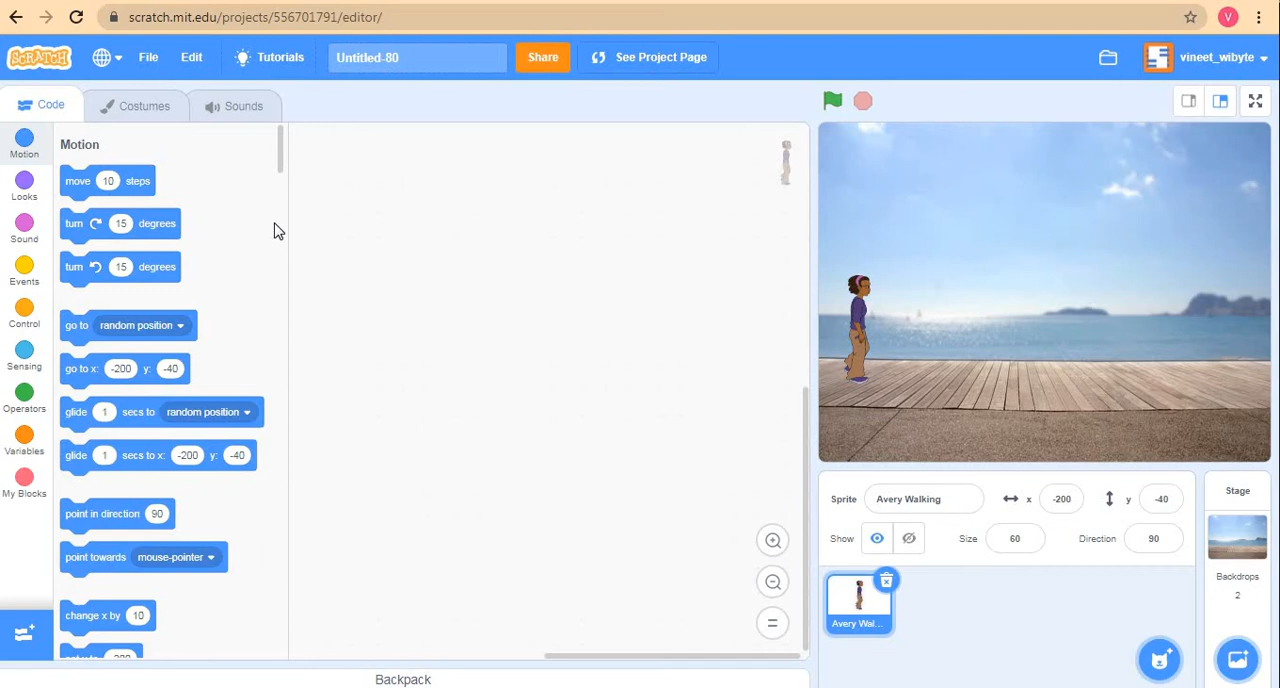 scratch.mit.edu/projects/556701791/editor/
V
SCRATCH
File
Edit
Tutorials
Untitled-80
Share
See Project Page
vineet_wibyte
Code
Costumes
Sounds
Motion
Looks
Sound
Events
Control
Sensing
Operators
Variables
My Blocks
Motion
move 10 steps
turn 15 degrees
turn 15 degrees
go to random position
go to x: -200 y: -40
glide 1 secs to random position
glide 1 secs to x: -200 y: -40
point in direction 90
point towards mouse-pointer
change x by 10
Backpack
Sprite Avery Walking x -200 y -40
Show Size 60 Direction 90
Avery Wal...
Stage
Backdrops
2